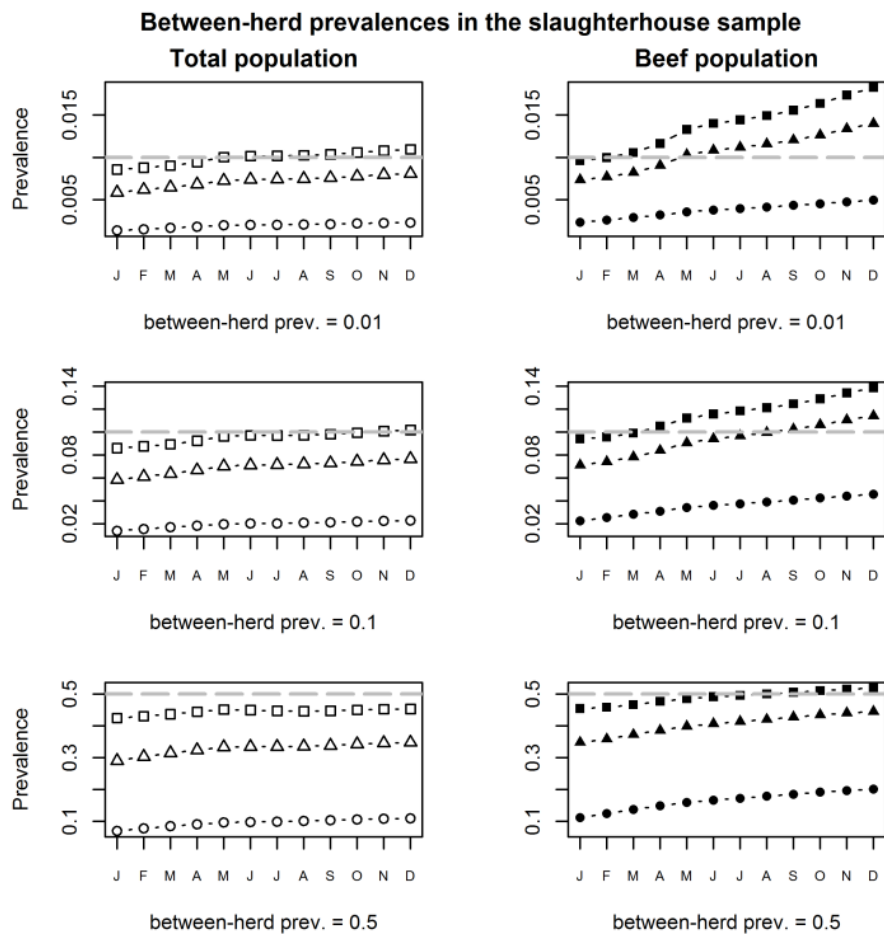 Between-herd prevalences in the slaughterhouse sample
Total population
Beef population
Prevalence
0.015
0.005
J F M A M J J A S O N D
between-herd prev. = 0.01
0.015
0.005
J F M A M J J A S O N D
between-herd prev. = 0.01
Prevalence
0.14
0.08
0.02
J F M A M J J A S O N D
between-herd prev. = 0.1
0.14
0.08
0.02
J F M A M J J A S O N D
between-herd prev. = 0.1
Prevalence
0.5
0.3
0.1
J F M A M J J A S O N D
between-herd prev. = 0.5
0.5
0.3
0.1
J F M A M J J A S O N D
between-herd prev. = 0.5